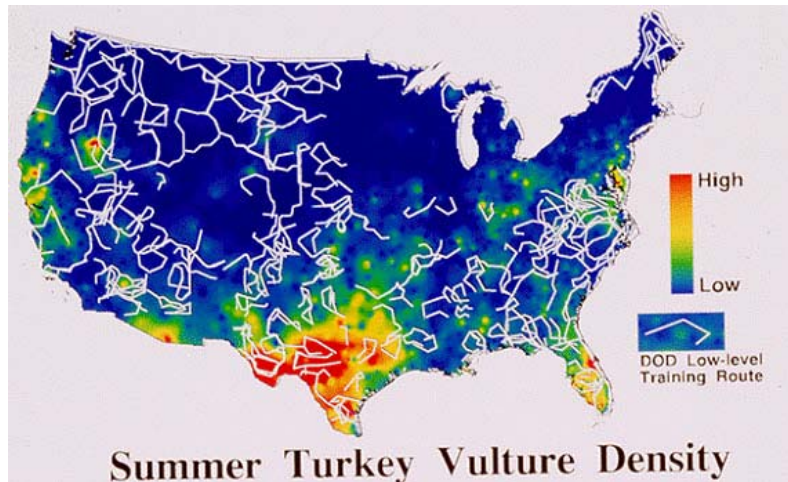 High
Low
DOD Low-level
Training Route
Summer Turkey Vulture Density